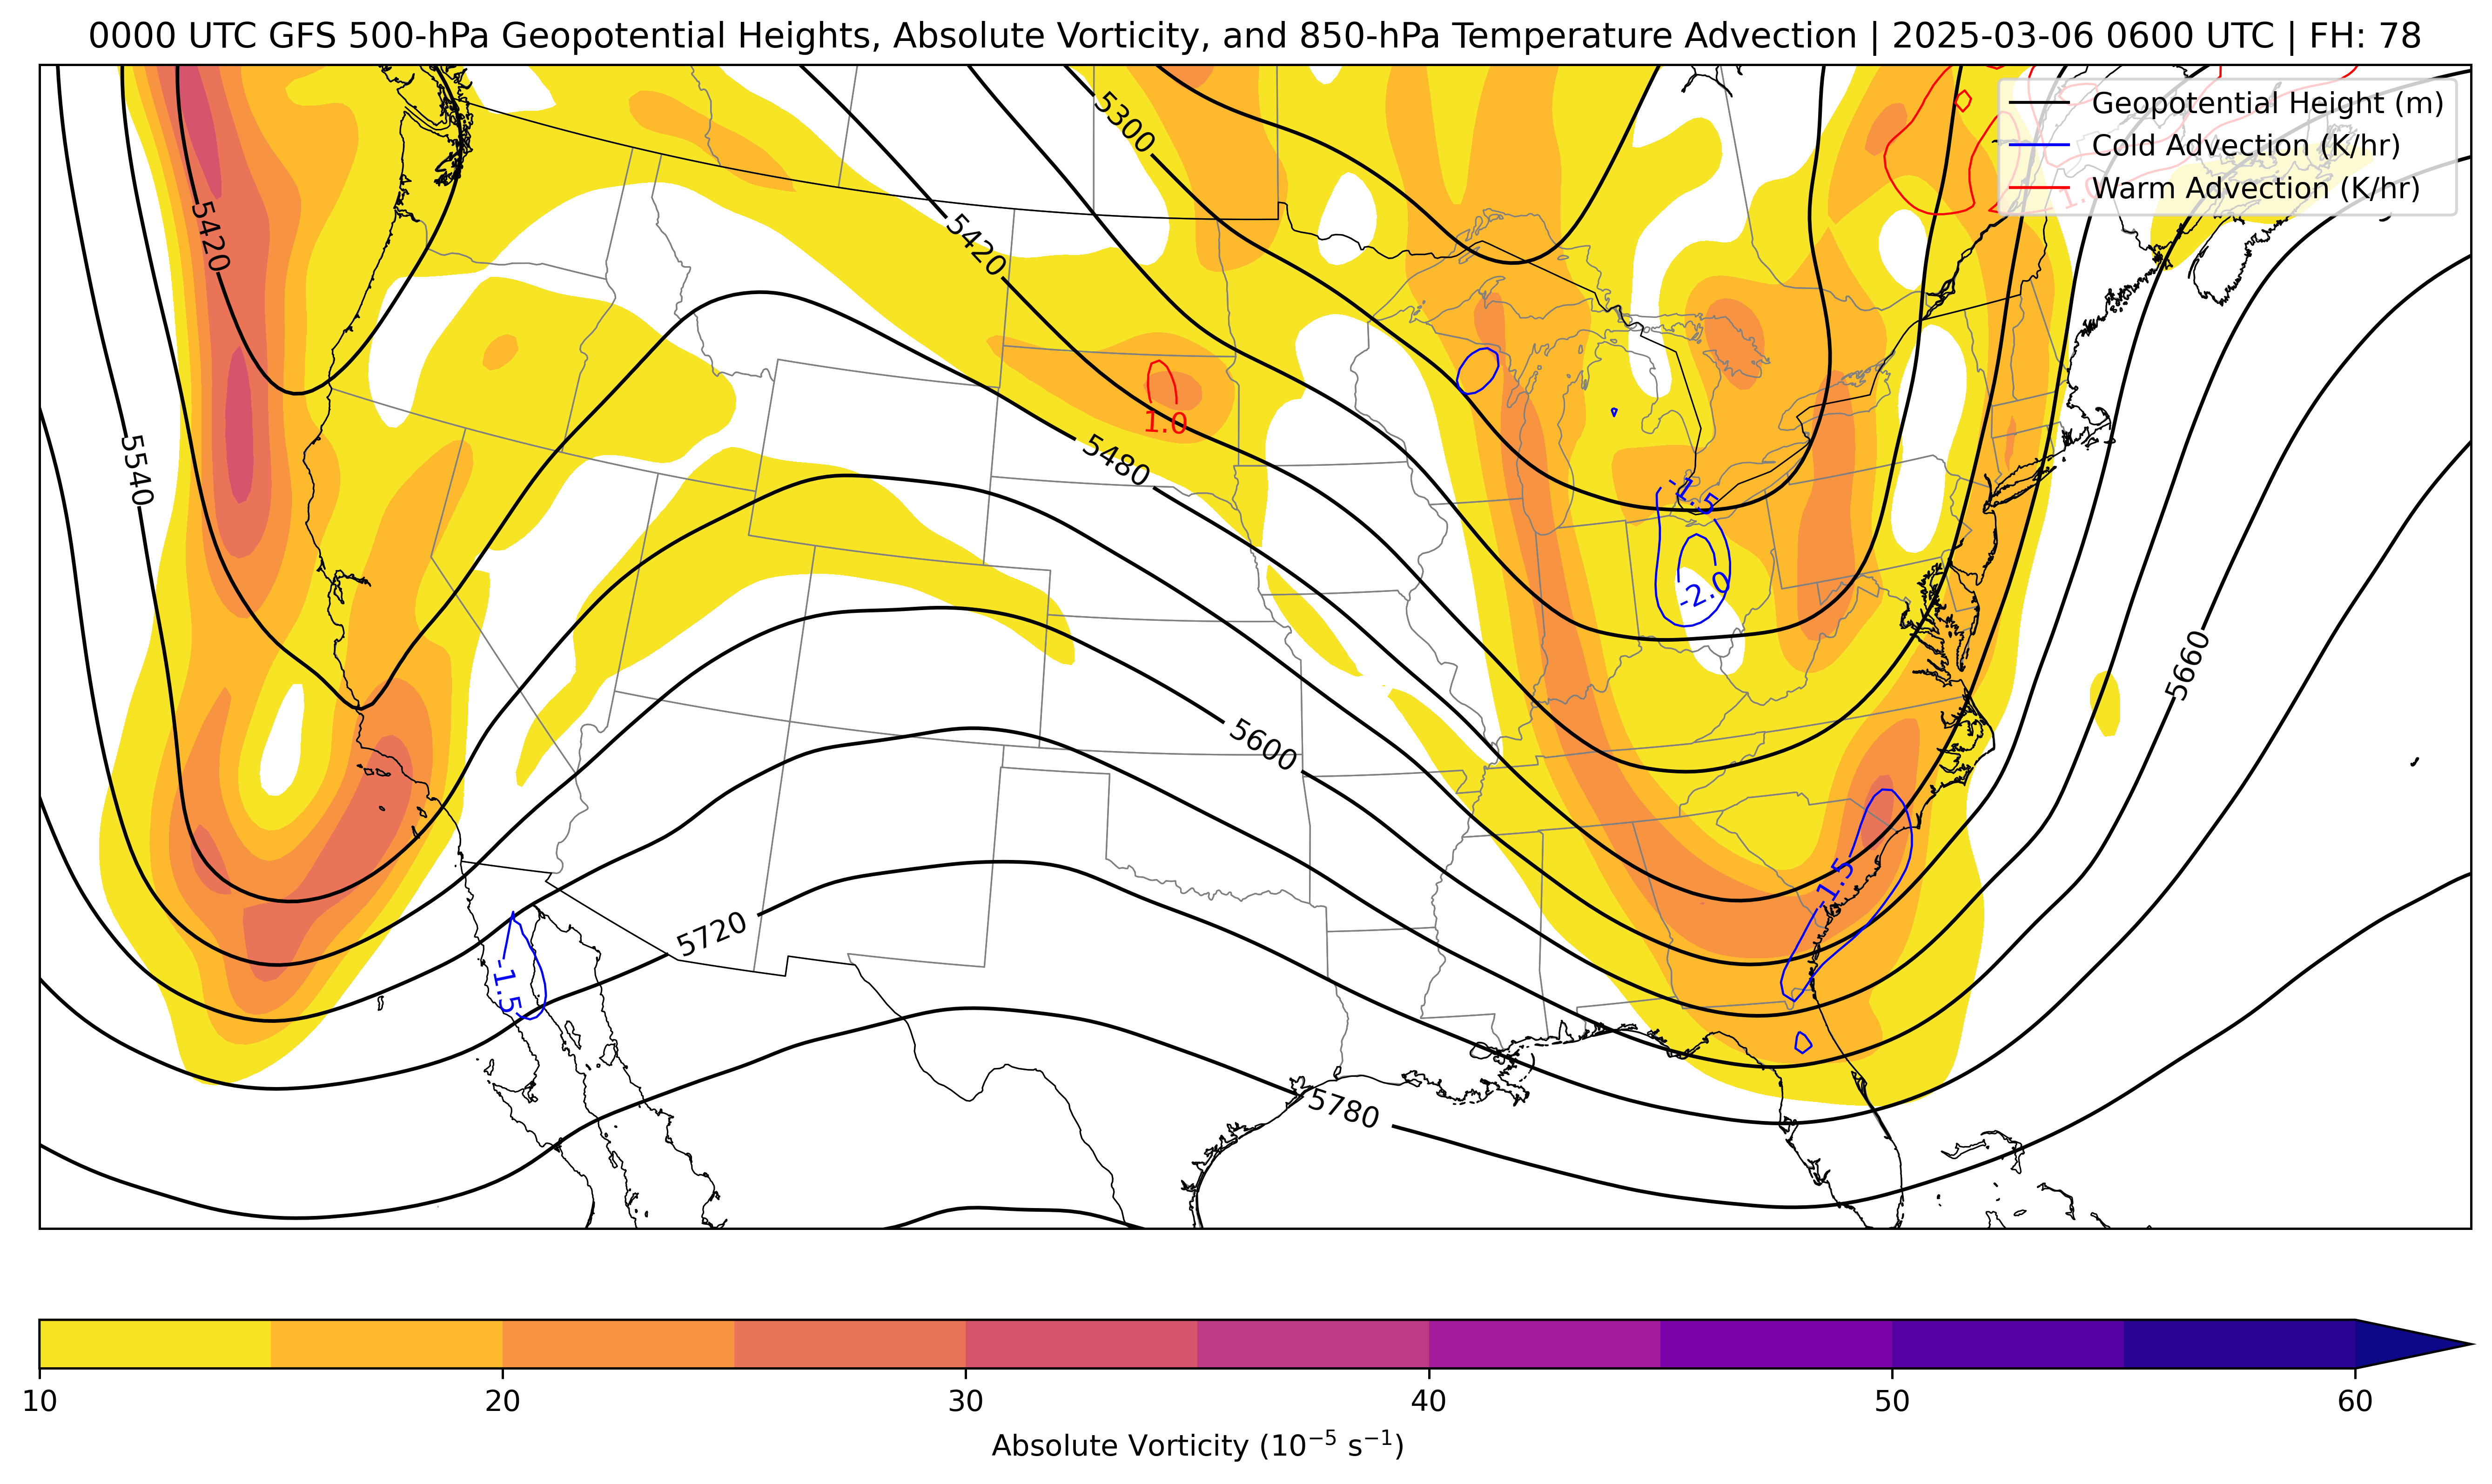 0000 UTC GFS 500-hPa Geopotential Heights, Absolute Vorticity, and 850-hPa Temperature Advection | 2025-03-06 0600 UTC | FH: 78
Geopotential Height (m)
Cold Advection (K/hr)
Warm Advection (K/hr)
5300
5420
5420
1.0
1.0
5540
5480
-1.5
-2.0
5660
5600
-1.5
5720
-1.5
5780
10 20 30 40 50 60
Absolute Vorticity (10⁻⁵ s⁻¹)